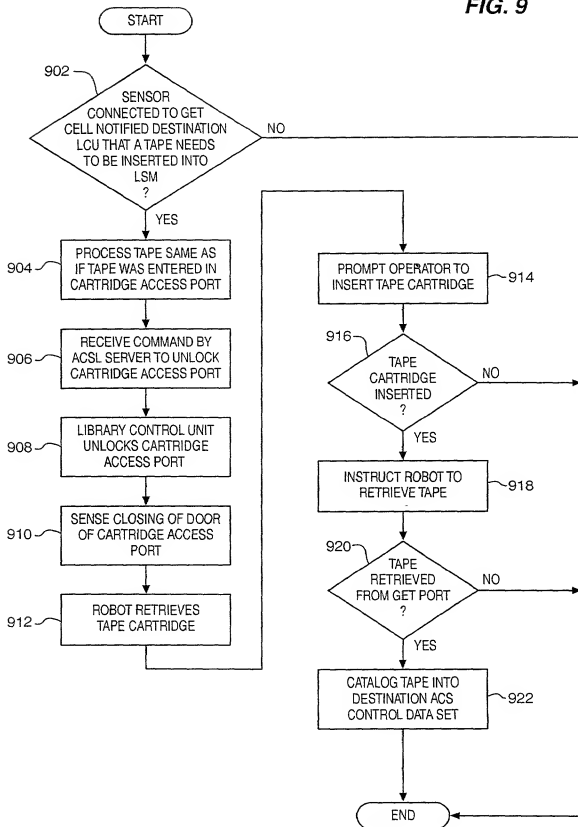 FIG. 9
START
902
SENSOR
CONNECTED TO GET
CELL NOTIFIED DESTINATION
LCU THAT A TAPE NEEDS
TO BE INSERTED INTO
LSM
?
NO
YES
904
PROCESS TAPE SAME AS
IF TAPE WAS ENTERED IN
CARTRIDGE ACCESS PORT
906
RECEIVE COMMAND BY
ACSL SERVER TO UNLOCK
CARTRIDGE ACCESS PORT
908
LIBRARY CONTROL UNIT
UNLOCKS CARTRIDGE
ACCESS PORT
910
SENSE CLOSING OF DOOR
OF CARTRIDGE ACCESS
PORT
912
ROBOT RETRIEVES
TAPE CARTRIDGE
PROMPT OPERATOR TO
INSERT TAPE CARTRIDGE
914
916
TAPE
CARTRIDGE
INSERTED
?
NO
YES
INSTRUCT ROBOT TO
RETRIEVE TAPE
918
920
TAPE
RETRIEVED
FROM GET PORT
?
NO
YES
CATALOG TAPE INTO
DESTINATION ACS
CONTROL DATA SET
922
END